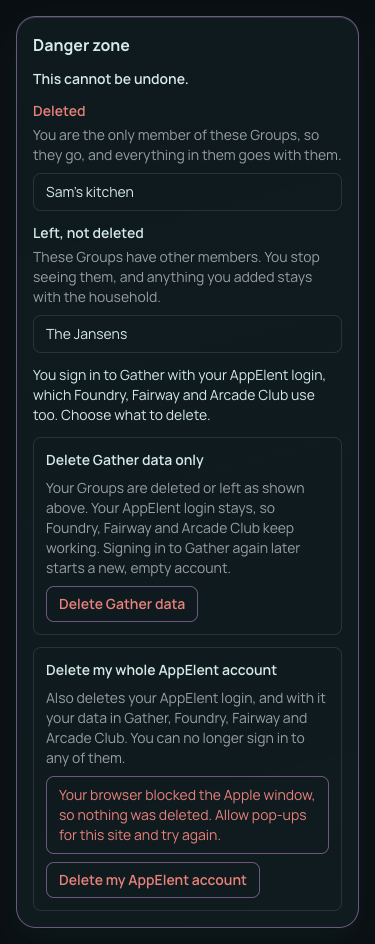 Danger zone
This cannot be undone.
Deleted
You are the only member of these Groups, so
they go, and everything in them goes with them.
Sam's kitchen
Left, not deleted
These Groups have other members. You stop
seeing them, and anything you added stays
with the household.
The Jansens
You sign in to Gather with your AppElent login,
which Foundry, Fairway and Arcade Club use
too. Choose what to delete.
Delete Gather data only
Your Groups are deleted or left as shown
above. Your AppElent login stays, so
Foundry, Fairway and Arcade Club keep
working. Signing in to Gather again later
starts a new, empty account.
Delete Gather data
Delete my whole AppElent account
Also deletes your AppElent login, and with it
your data in Gather, Foundry, Fairway and
Arcade Club. You can no longer sign in to
any of them.
Your browser blocked the Apple window,
so nothing was deleted. Allow pop-ups
for this site and try again.
Delete my AppElent account